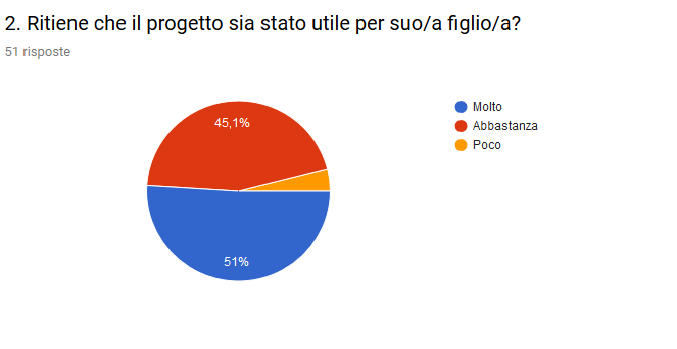 2. Ritiene che il progetto sia stato utile per suo/a figlio/a?
51 risposte
45,1%
51%
Molto
Abbastanza
Poco